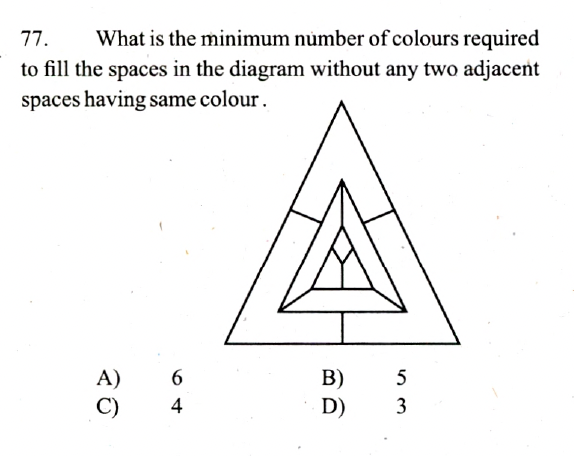 77. What is the minimum number of colours required
to fill the spaces in the diagram without any two adjacent
spaces having same colour.
A) 6 B) 5
C) 4 D) 3